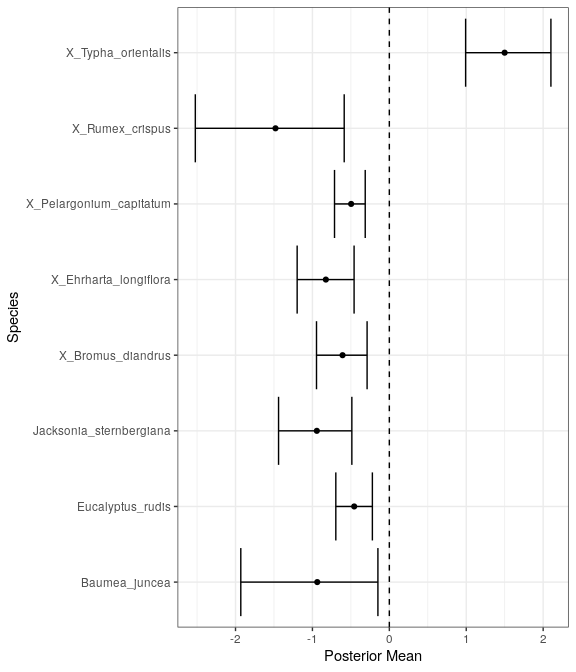 X_Typha_orientalis
X_Rumex_crispus
X_Pelargonium_capitatum
X_Ehrharta_longiflora
X_Bromus_diandrus
Jacksonia_sternbergiana
Eucalyptus_rudis
Baumea_juncea
Species
-2 -1 0 1 2
Posterior Mean